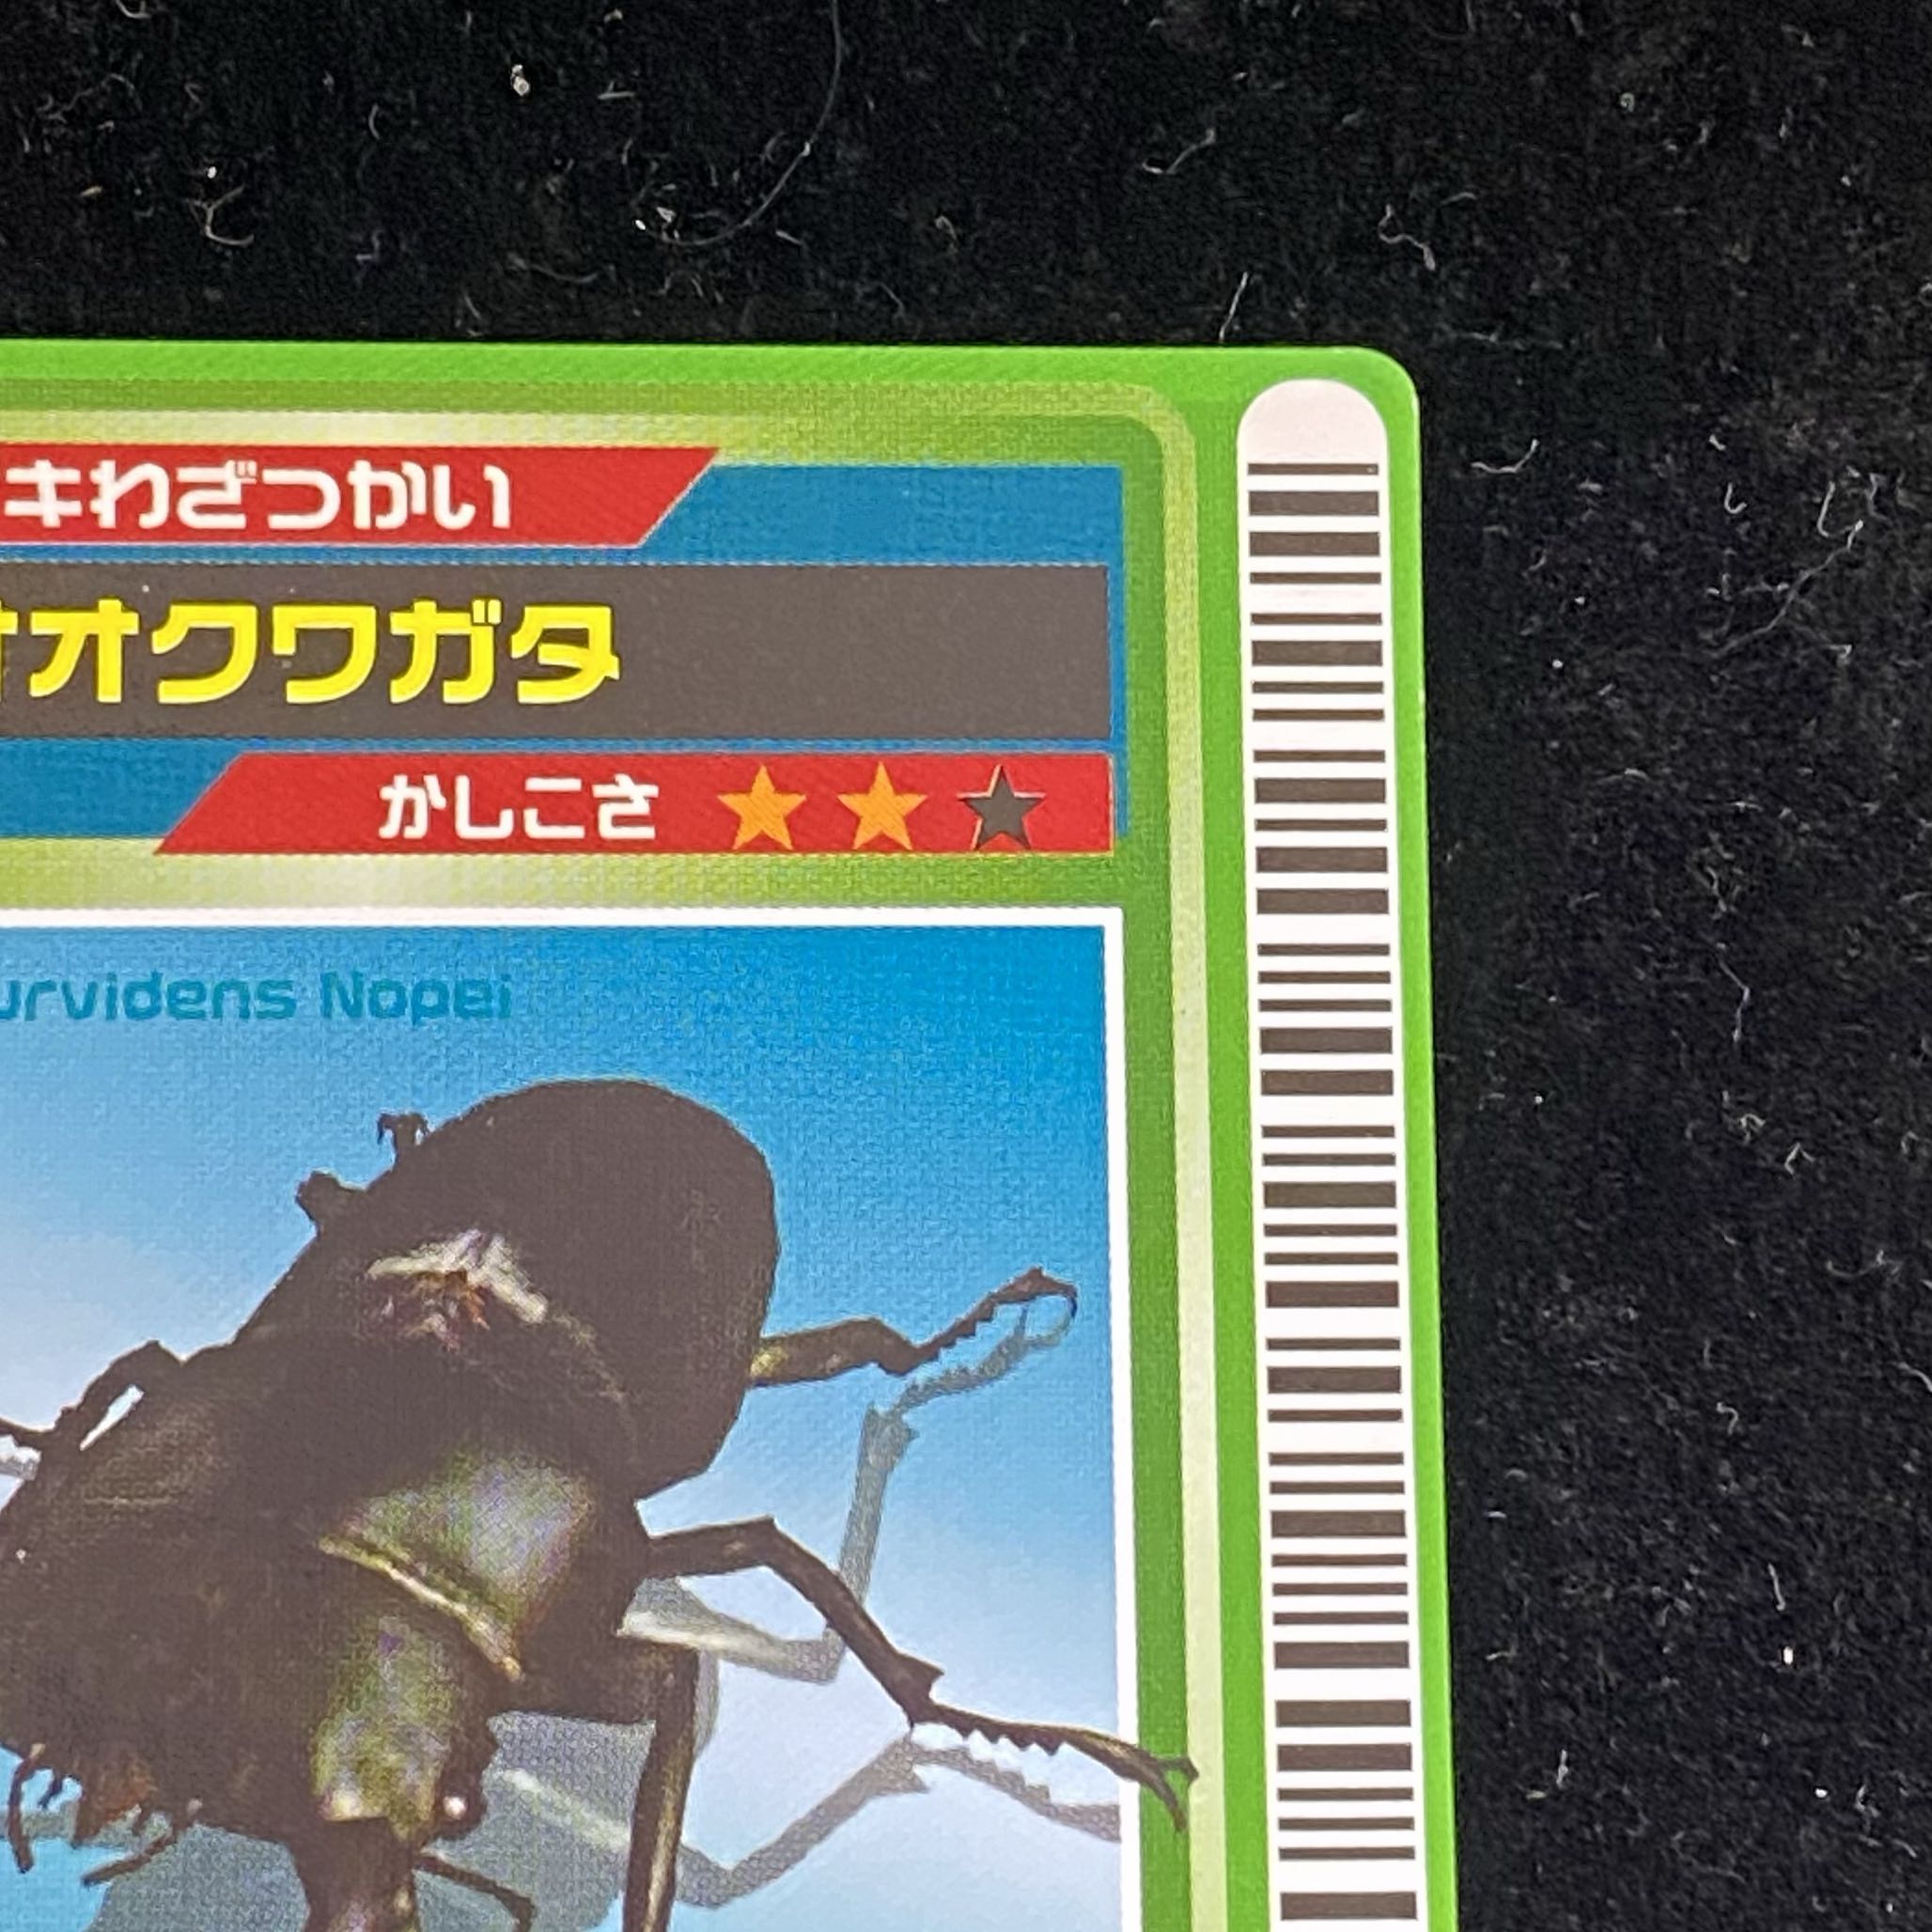 キわざつかい
オオクワガタ
かしこさ ★★★
urvidens Nopei